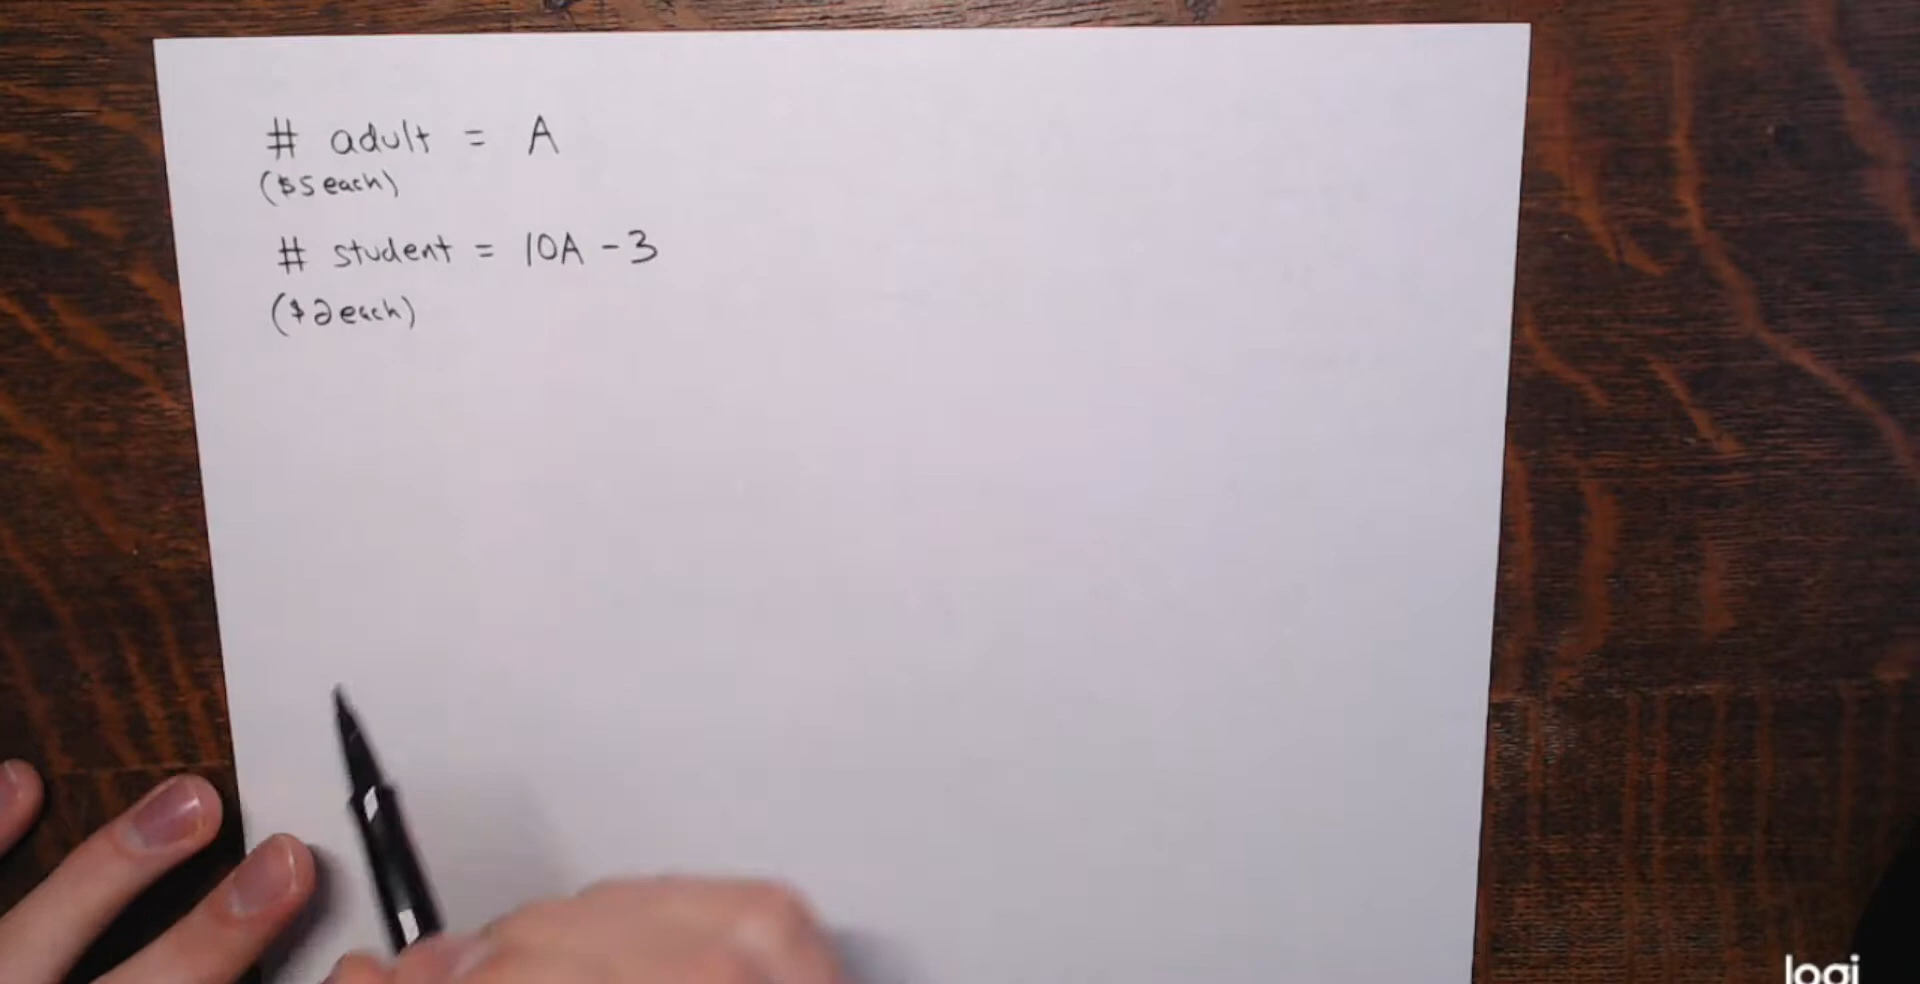 # adult = A
($5 each)
# student = 10A - 3
($2 each)
logi